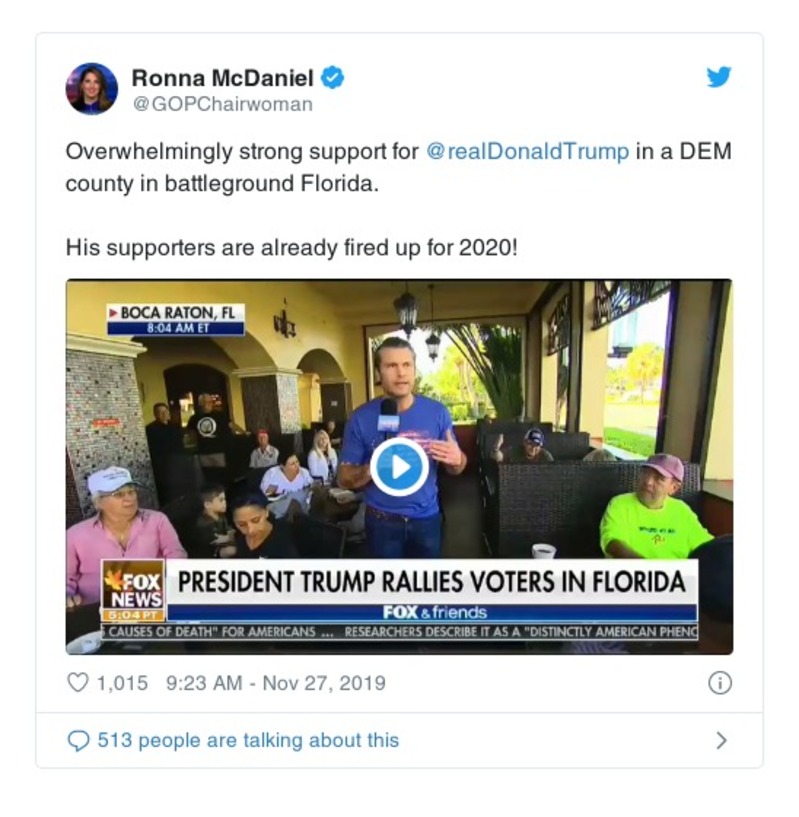 Ronna McDaniel
@GOPChairwoman
Overwhelmingly strong support for @realDonaldTrump in a DEM
county in battleground Florida.
His supporters are already fired up for 2020!
BOCA RATON, FL
8:04 AM ET
Q
FOX
NEWS
5:04 PT
PRESIDENT TRUMP RALLIES VOTERS IN FLORIDA
FOX & friends
CAUSES OF DEATH" FOR AMERICANS ... RESEARCHERS DESCRIBE IT AS A "DISTINCTLY AMERICAN PHENO
1,015 9:23 AM - Nov 27, 2019
513 people are talking about this